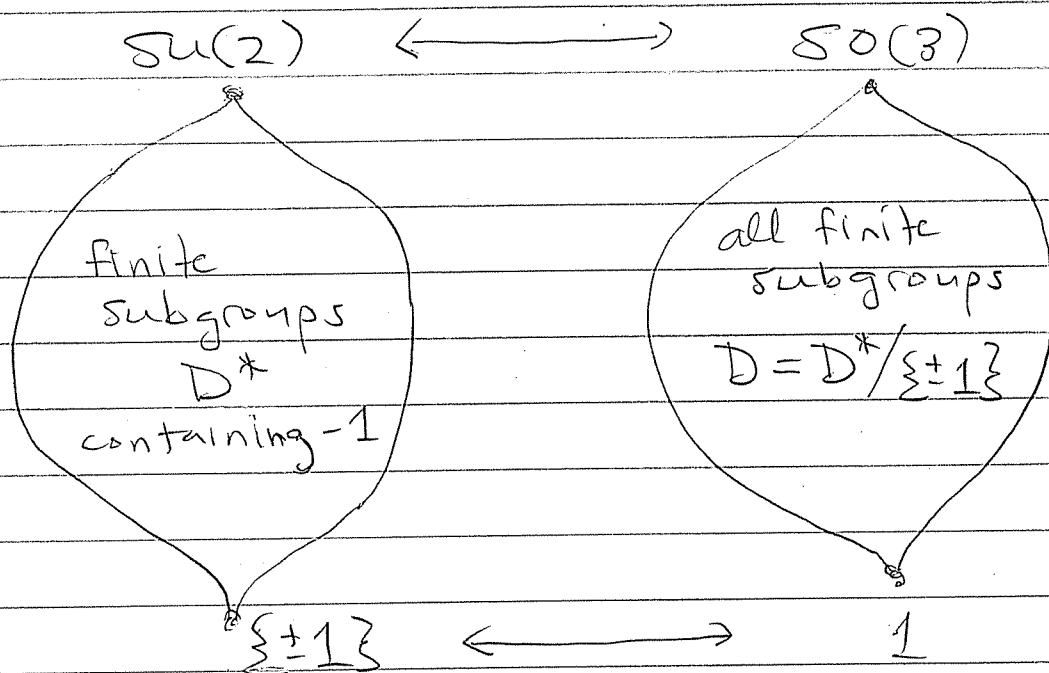 SU(2) ⟷ SO(3)
finite
subgroups
D*
containing -1
all finite
subgroups
D = D*/{±1}
{±1} ⟷ 1